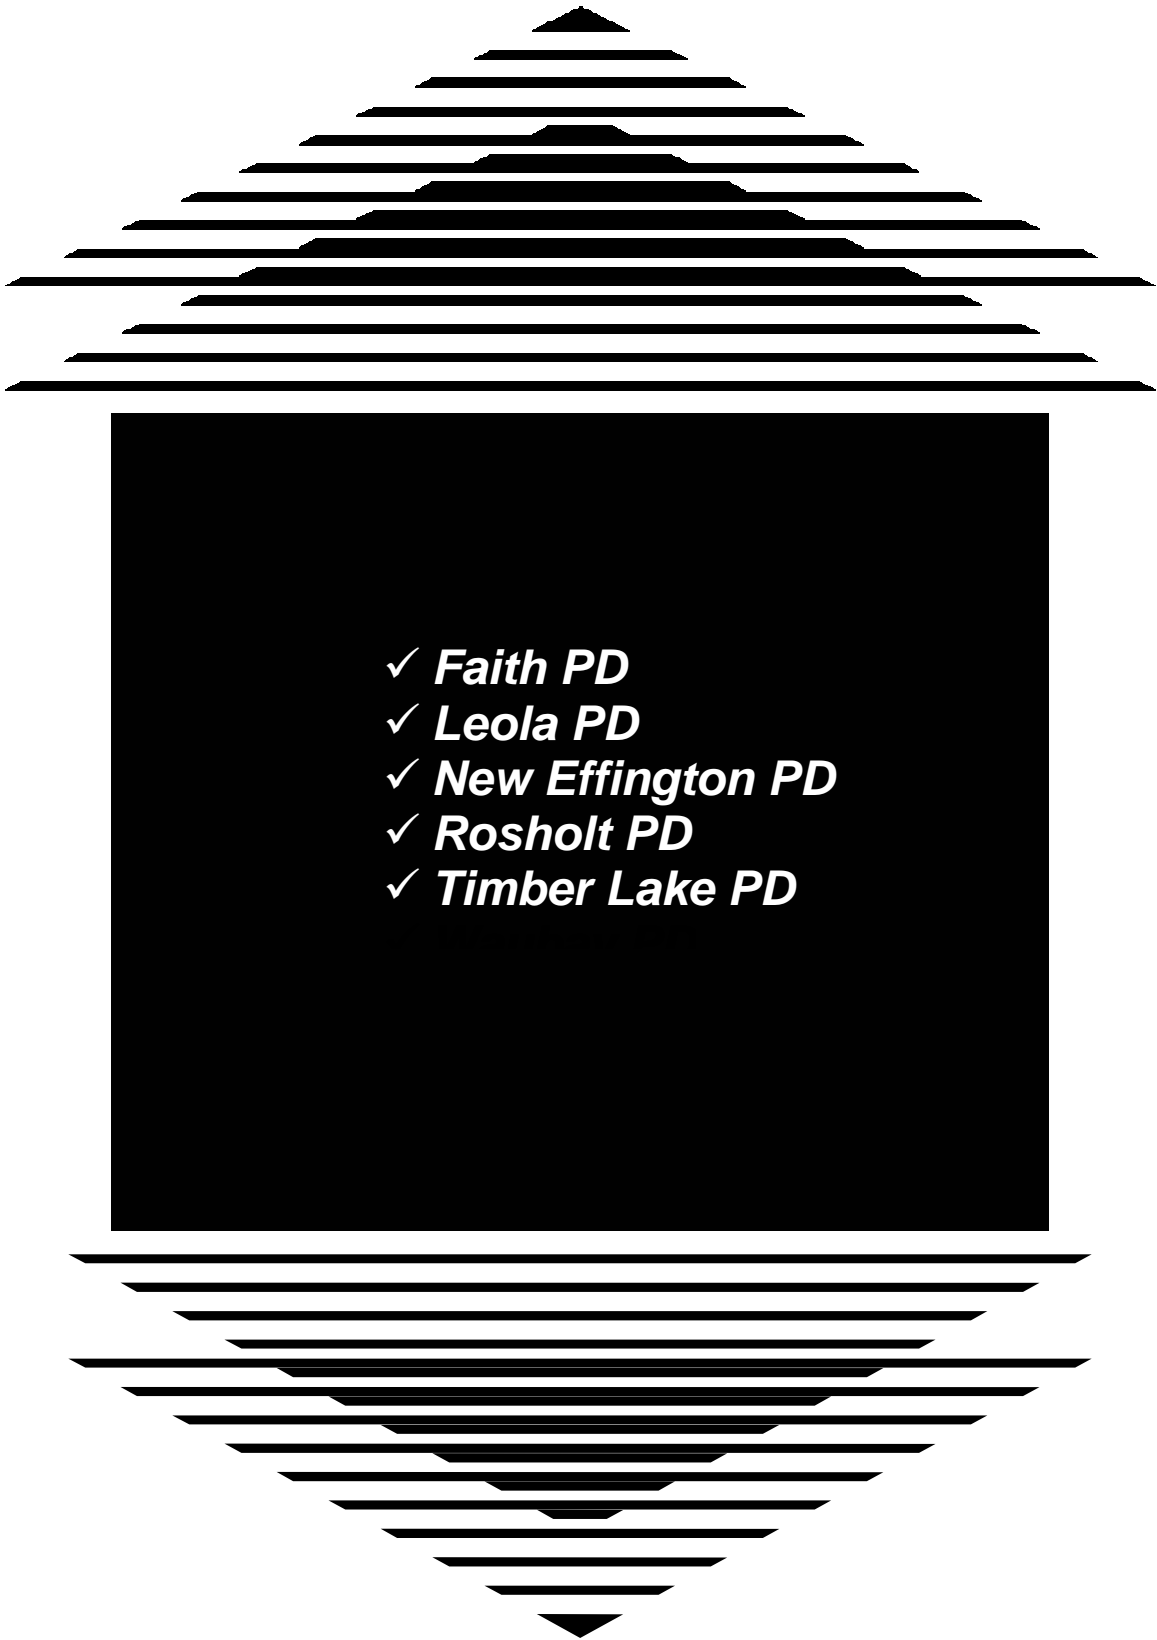 ✓ Faith PD
✓ Leola PD
✓ New Effington PD
✓ Rosholt PD
✓ Timber Lake PD